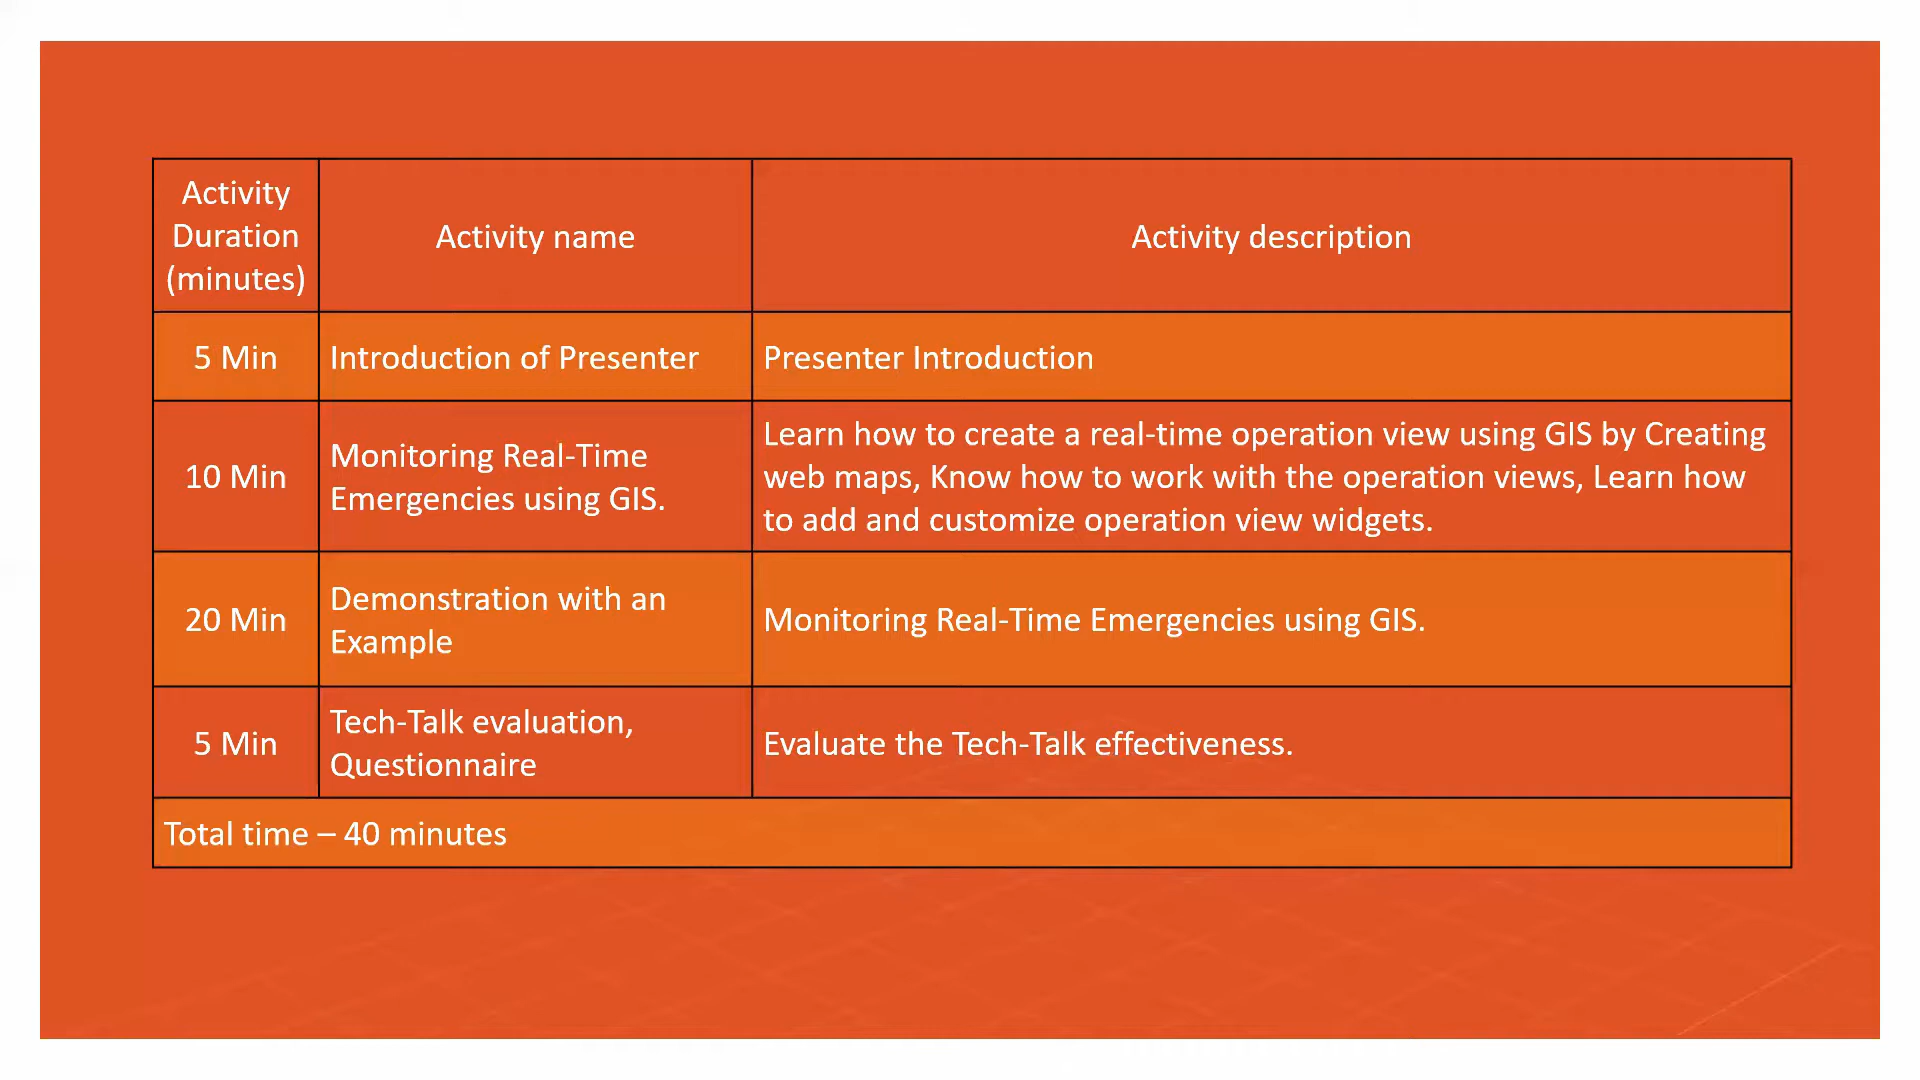 Activity
Duration
(minutes)
Activity name
Activity description
5 Min
Introduction of Presenter
Presenter Introduction
10 Min
Monitoring Real-Time
Emergencies using GIS.
Learn how to create a real-time operation view using GIS by Creating
web maps, Know how to work with the operation views, Learn how
to add and customize operation view widgets.
20 Min
Demonstration with an
Example
Monitoring Real-Time Emergencies using GIS.
5 Min
Tech-Talk evaluation,
Questionnaire
Evaluate the Tech-Talk effectiveness.
Total time – 40 minutes